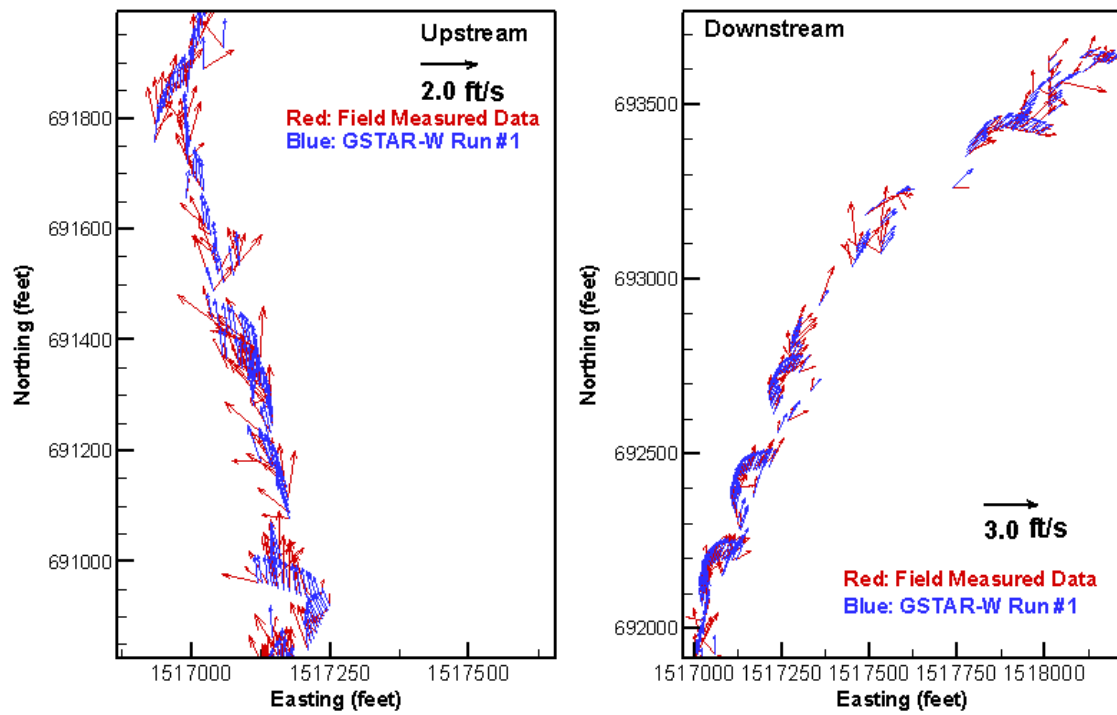 Upstream
2.0 ft/s
Red: Field Measured Data
Blue: GSTAR-W Run #1
691800
691600
691400
691200
691000
Northing (feet)
1517000 1517250 1517500
Easting (feet)
Downstream
693500
693000
692500
692000
Northing (feet)
3.0 ft/s
Red: Field Measured Data
Blue: GSTAR-W Run #1
1517000 1517250 1517500 1517750 1518000
Easting (feet)